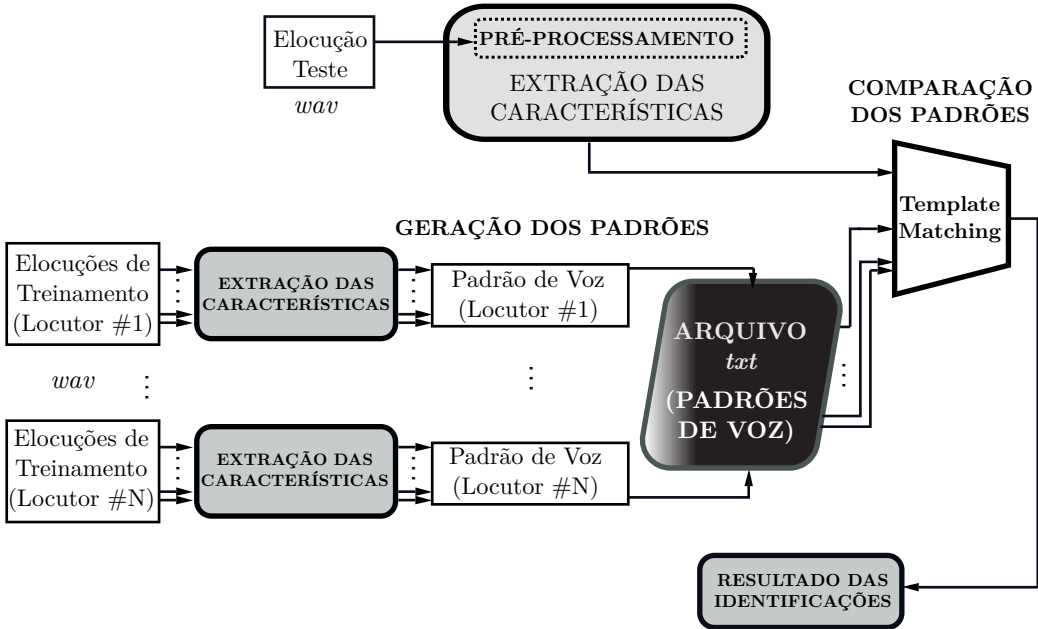 Elocução
Teste
wav
PRÉ-PROCESSAMENTO
EXTRAÇÃO DAS
CARACTERÍSTICAS
COMPARAÇÃO
DOS PADRÕES
Template
Matching
GERAÇÃO DOS PADRÕES
Elocuções de
Treinamento
(Locutor #1)
EXTRAÇÃO DAS
CARACTERÍSTICAS
Padrão de Voz
(Locutor #1)
ARQUIVO
txt
(PADRÕES
DE VOZ)
wav
Elocuções de
Treinamento
(Locutor #N)
EXTRAÇÃO DAS
CARACTERÍSTICAS
Padrão de Voz
(Locutor #N)
RESULTADO DAS
IDENTIFICAÇÕES